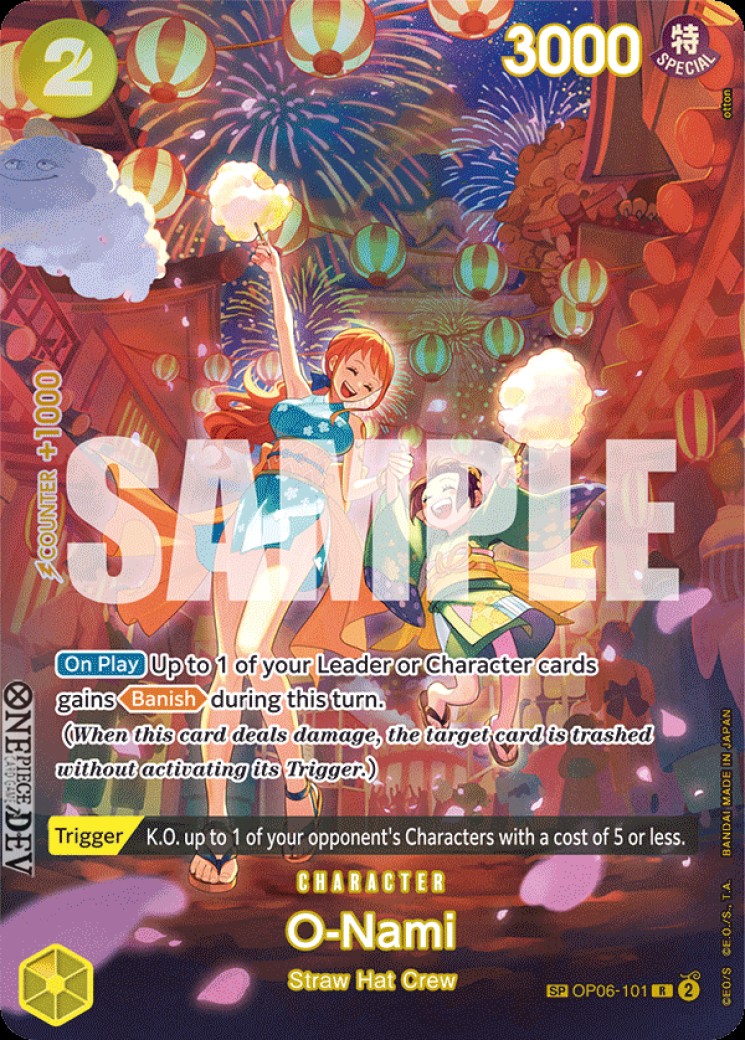 2
3000
特
SPECIAL
otton
COUNTER +1000
SAMPLE
On Play Up to 1 of your Leader or Character cards
gains Banish during this turn.
(When this card deals damage, the target card is trashed
without activating its Trigger.)
Trigger K.O. up to 1 of your opponent's Characters with a cost of 5 or less.
ONE PIECE
CARD GAME
.DEV
CHARACTER
O-Nami
Straw Hat Crew
SP OP06-101 R 2
©E.O./S., T.A. BANDAI MADE IN JAPAN
©EO/S